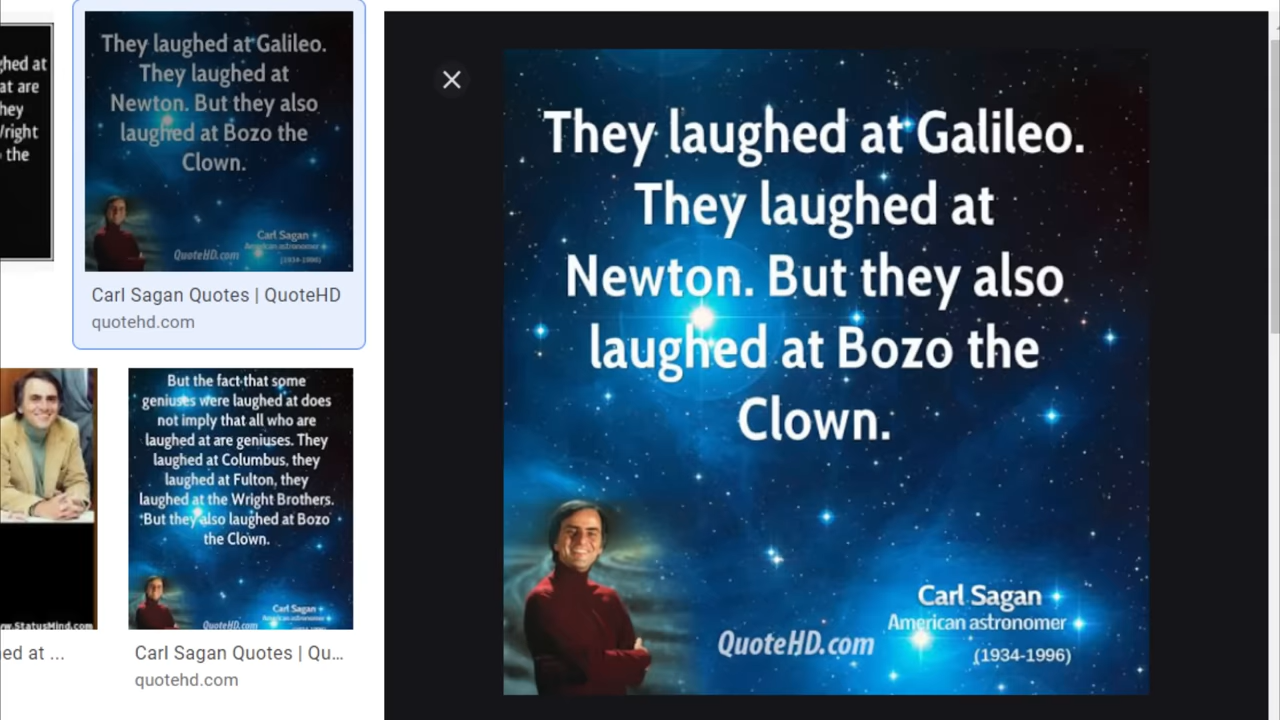 ghed at
at are
hey
Wright
the
They laughed at Galileo.
They laughed at
Newton. But they also
laughed at Bozo the
Clown.
Carl Sagan
American astronomer
QuoteHD.com
(1934-1996)
Carl Sagan Quotes | QuoteHD
quotehd.com
www.StatusMind.com
ed at ...
But the fact that some
geniuses were laughed at does
not imply that all who are
laughed at are geniuses. They
laughed at Columbus, they
laughed at Fulton, they
laughed at the Wright Brothers.
But they also laughed at Bozo
the Clown.
Carl Sagan
QuoteHD.com
Carl Sagan Quotes | Qu...
quotehd.com
They laughed at Galileo.
They laughed at
Newton. But they also
laughed at Bozo the
Clown.
Carl Sagan
American astronomer
QuoteHD.com
(1934-1996)